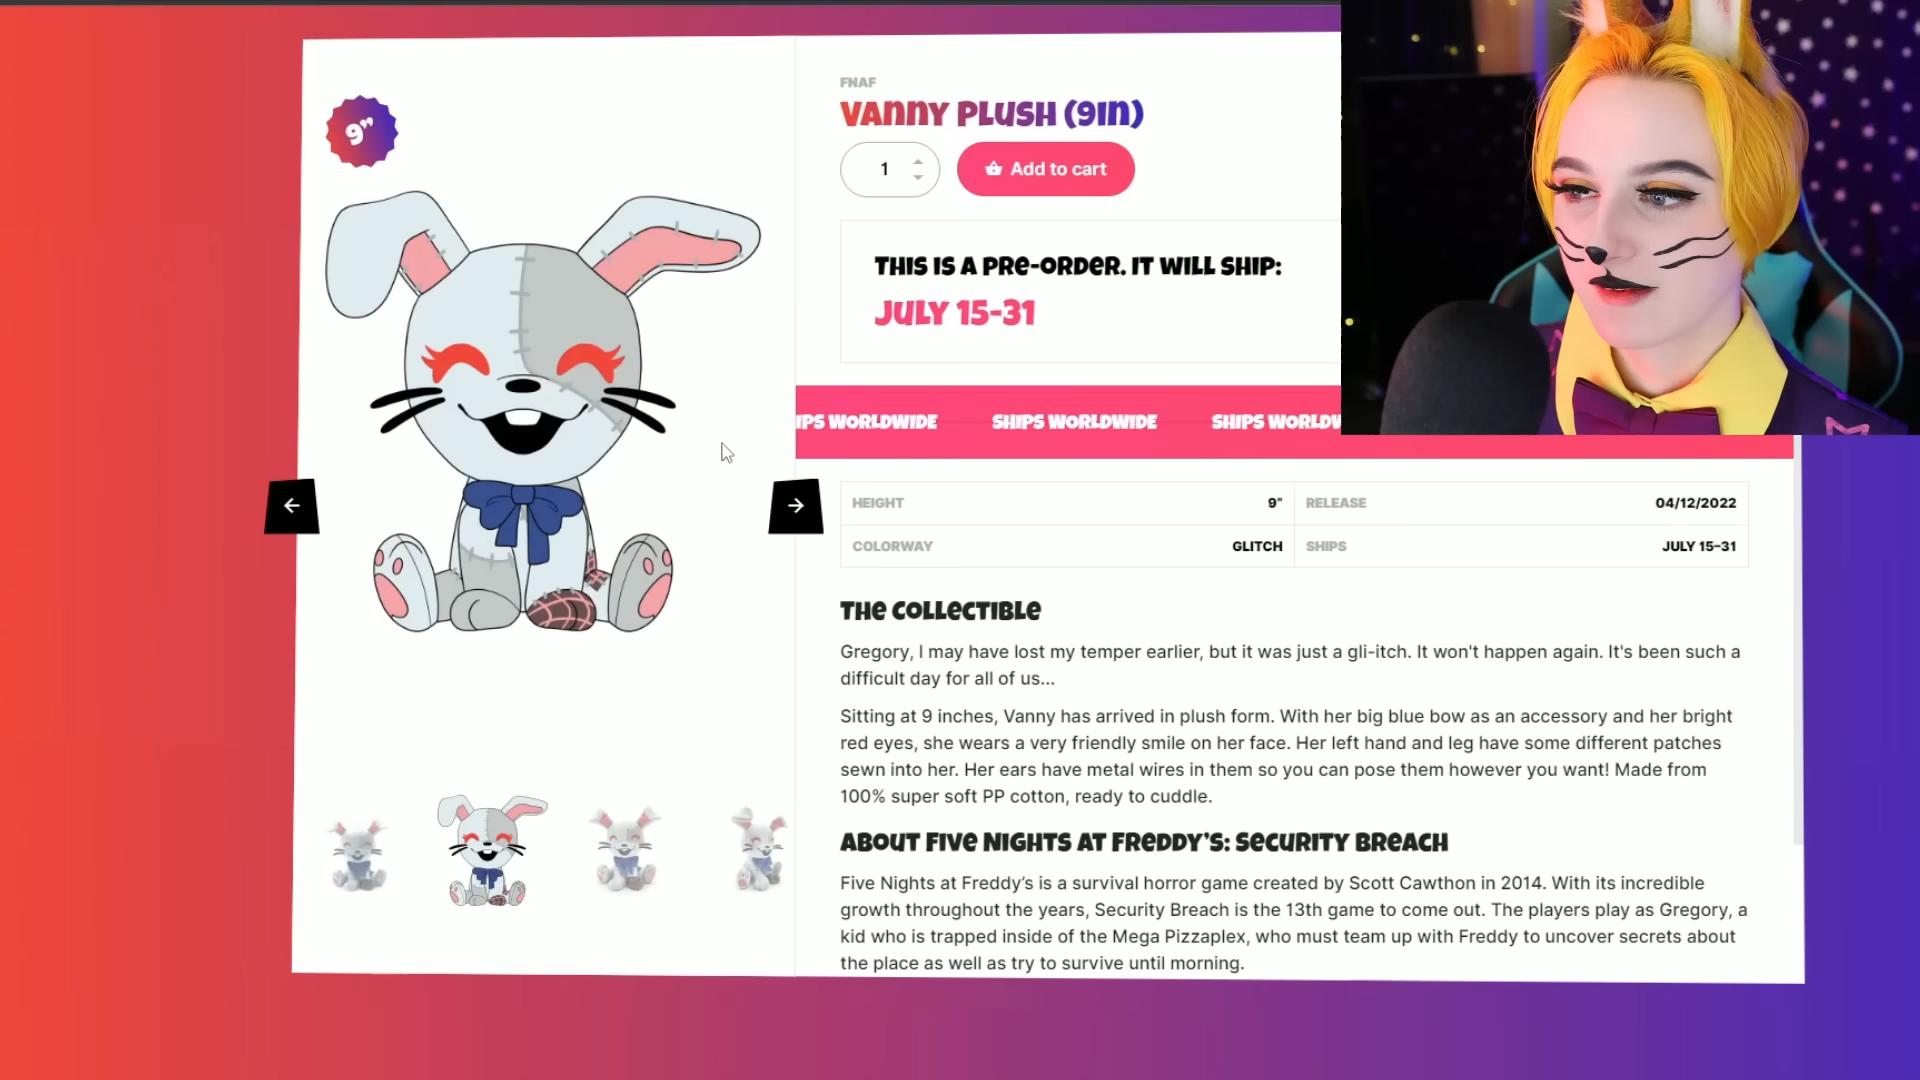 9"
FNAF
VANNY PLUSH (9IN)
1
Add to cart
THIS IS A PRE-ORDER. IT WILL SHIP:
JULY 15-31
IPS WORLDWIDE SHIPS WORLDWIDE SHIPS WORLDW
HEIGHT 9" RELEASE 04/12/2022
COLORWAY GLITCH SHIPS JULY 15-31
THE COLLECTIBLE
Gregory, I may have lost my temper earlier, but it was just a gli-itch. It won't happen again. It's been such a
difficult day for all of us...
Sitting at 9 inches, Vanny has arrived in plush form. With her big blue bow as an accessory and her bright
red eyes, she wears a very friendly smile on her face. Her left hand and leg have some different patches
sewn into her. Her ears have metal wires in them so you can pose them however you want! Made from
100% super soft PP cotton, ready to cuddle.
ABOUT FIVE NIGHTS AT FREDDY'S: SECURITY BREACH
Five Nights at Freddy's is a survival horror game created by Scott Cawthon in 2014. With its incredible
growth throughout the years, Security Breach is the 13th game to come out. The players play as Gregory, a
kid who is trapped inside of the Mega Pizzaplex, who must team up with Freddy to uncover secrets about
the place as well as try to survive until morning.